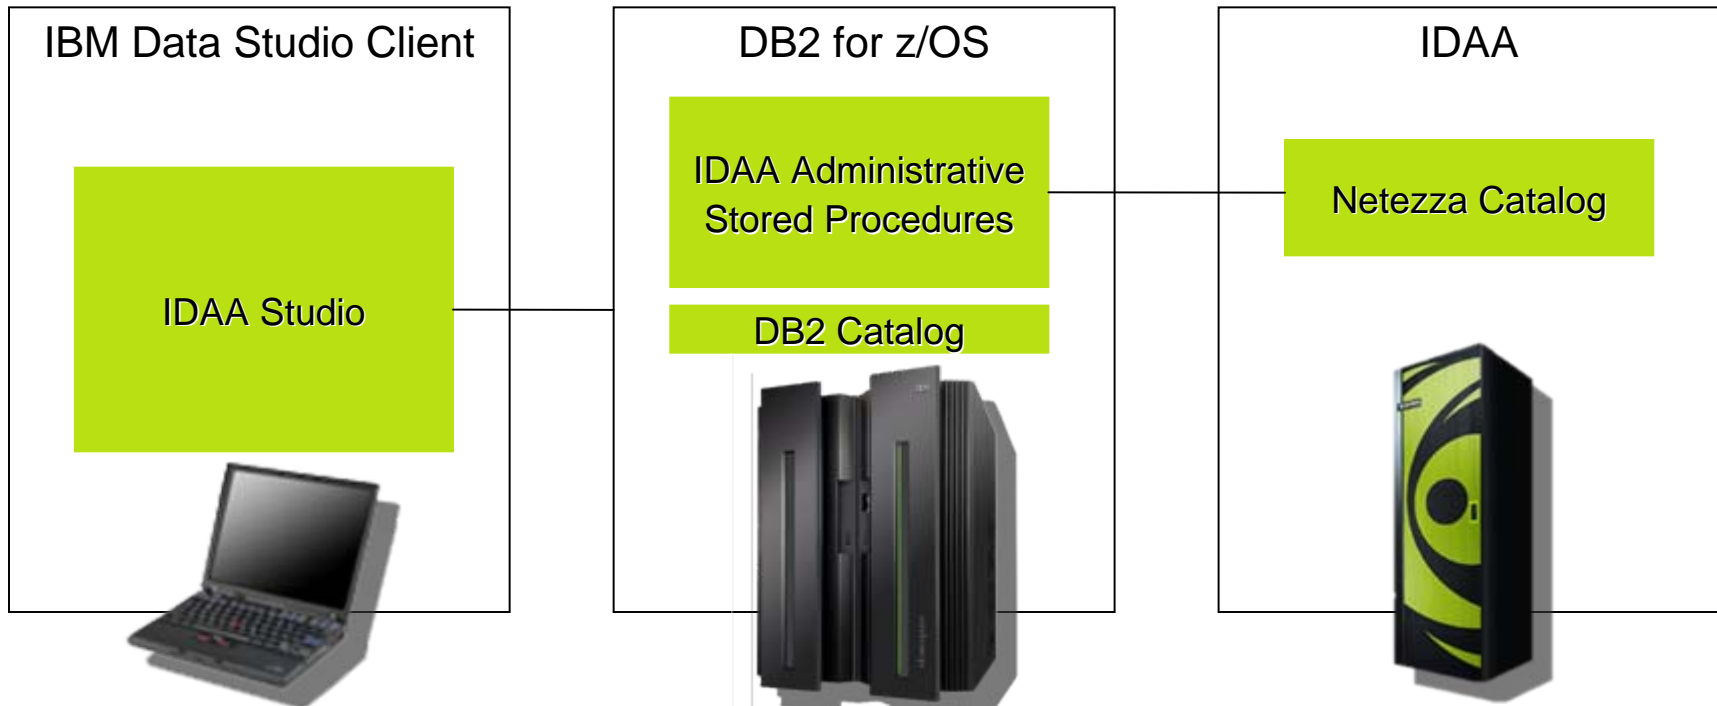 IBM Data Studio Client
IDAA Studio
DB2 for z/OS
IDAA Administrative
Stored Procedures
DB2 Catalog
IDAA
Netezza Catalog